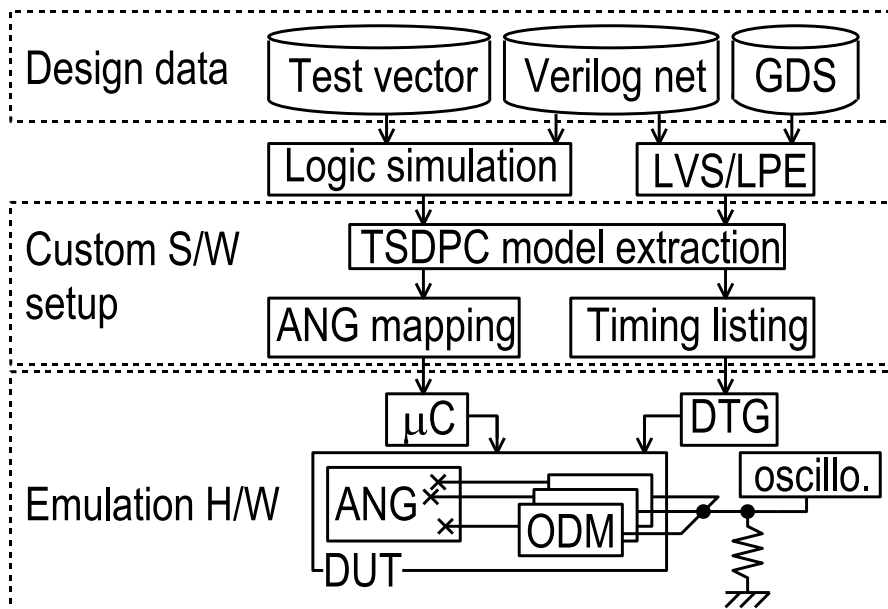 Design data
Test vector
Verilog net
GDS
Logic simulation
LVS/LPE
Custom S/W
setup
TSDPC model extraction
ANG mapping
Timing listing
Emulation H/W
μC
DTG
ANG
ODM
DUT
oscillo.